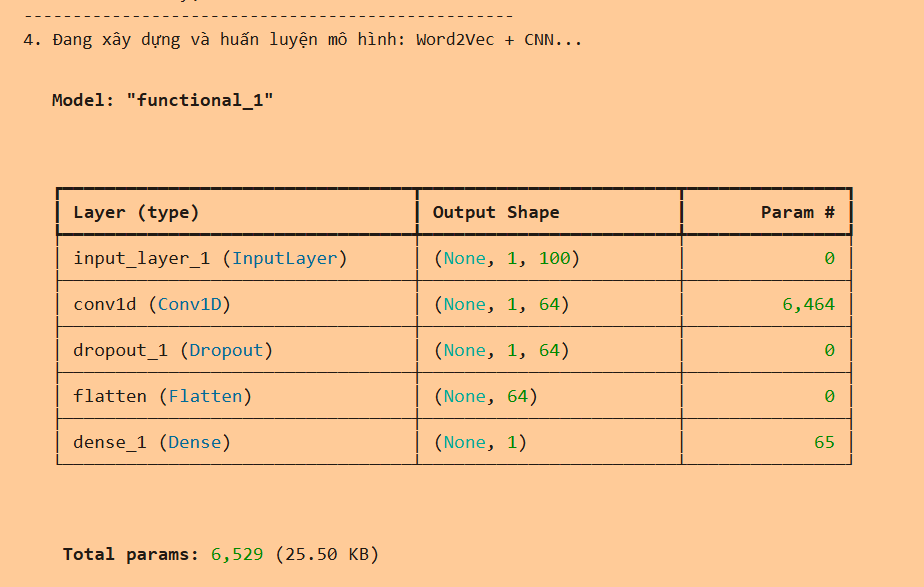 4. Đang xây dựng và huấn luyện mô hình: Word2Vec + CNN...
Model: "functional_1"
Layer (type) Output Shape Param #
input_layer_1 (InputLayer) (None, 1, 100) 0
conv1d (Conv1D) (None, 1, 64) 6,464
dropout_1 (Dropout) (None, 1, 64) 0
flatten (Flatten) (None, 64) 0
dense_1 (Dense) (None, 1) 65
Total params: 6,529 (25.50 KB)